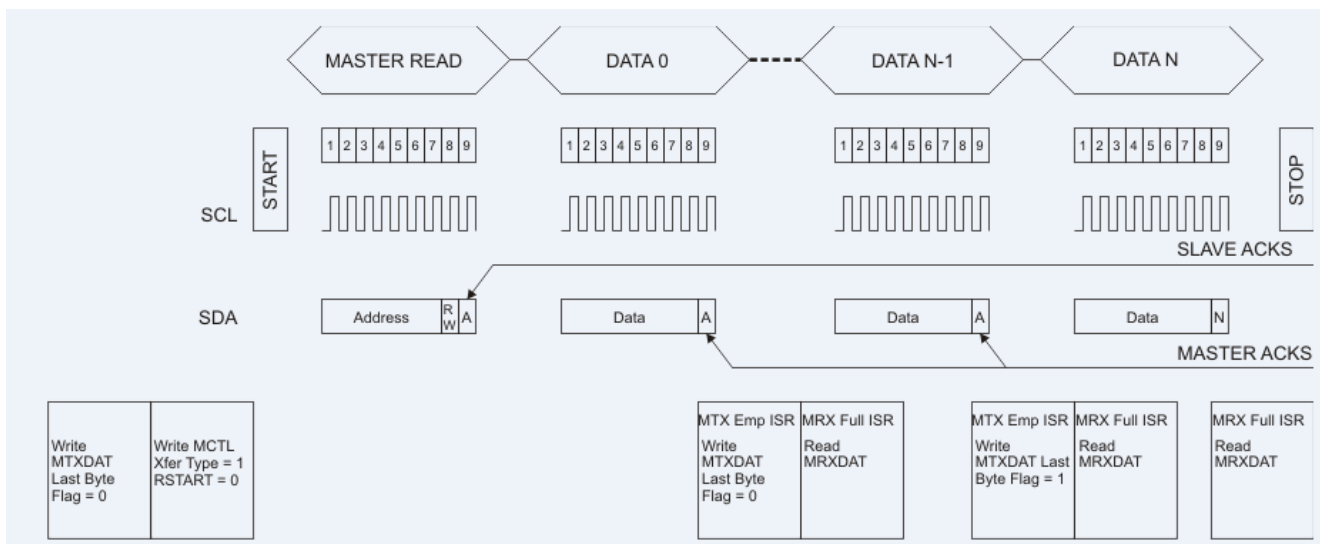 MASTER READ DATA 0 DATA N-1 DATA N
START 1 2 3 4 5 6 7 8 9 1 2 3 4 5 6 7 8 9 1 2 3 4 5 6 7 8 9 1 2 3 4 5 6 7 8 9 STOP
SCL
SLAVE ACKS
SDA Address RW A Data A Data A Data N
MASTER ACKS
Write
MTXDAT
Last Byte
Flag = 0
Write MCTL
Xfer Type = 1
RSTART = 0
MTX Emp ISR
Write
MTXDAT
Last Byte
Flag = 0
MRX Full ISR
Read
MRXDAT
MTX Emp ISR
Write
MTXDAT Last
Byte Flag = 1
MRX Full ISR
Read
MRXDAT
MRX Full ISR
Read
MRXDAT